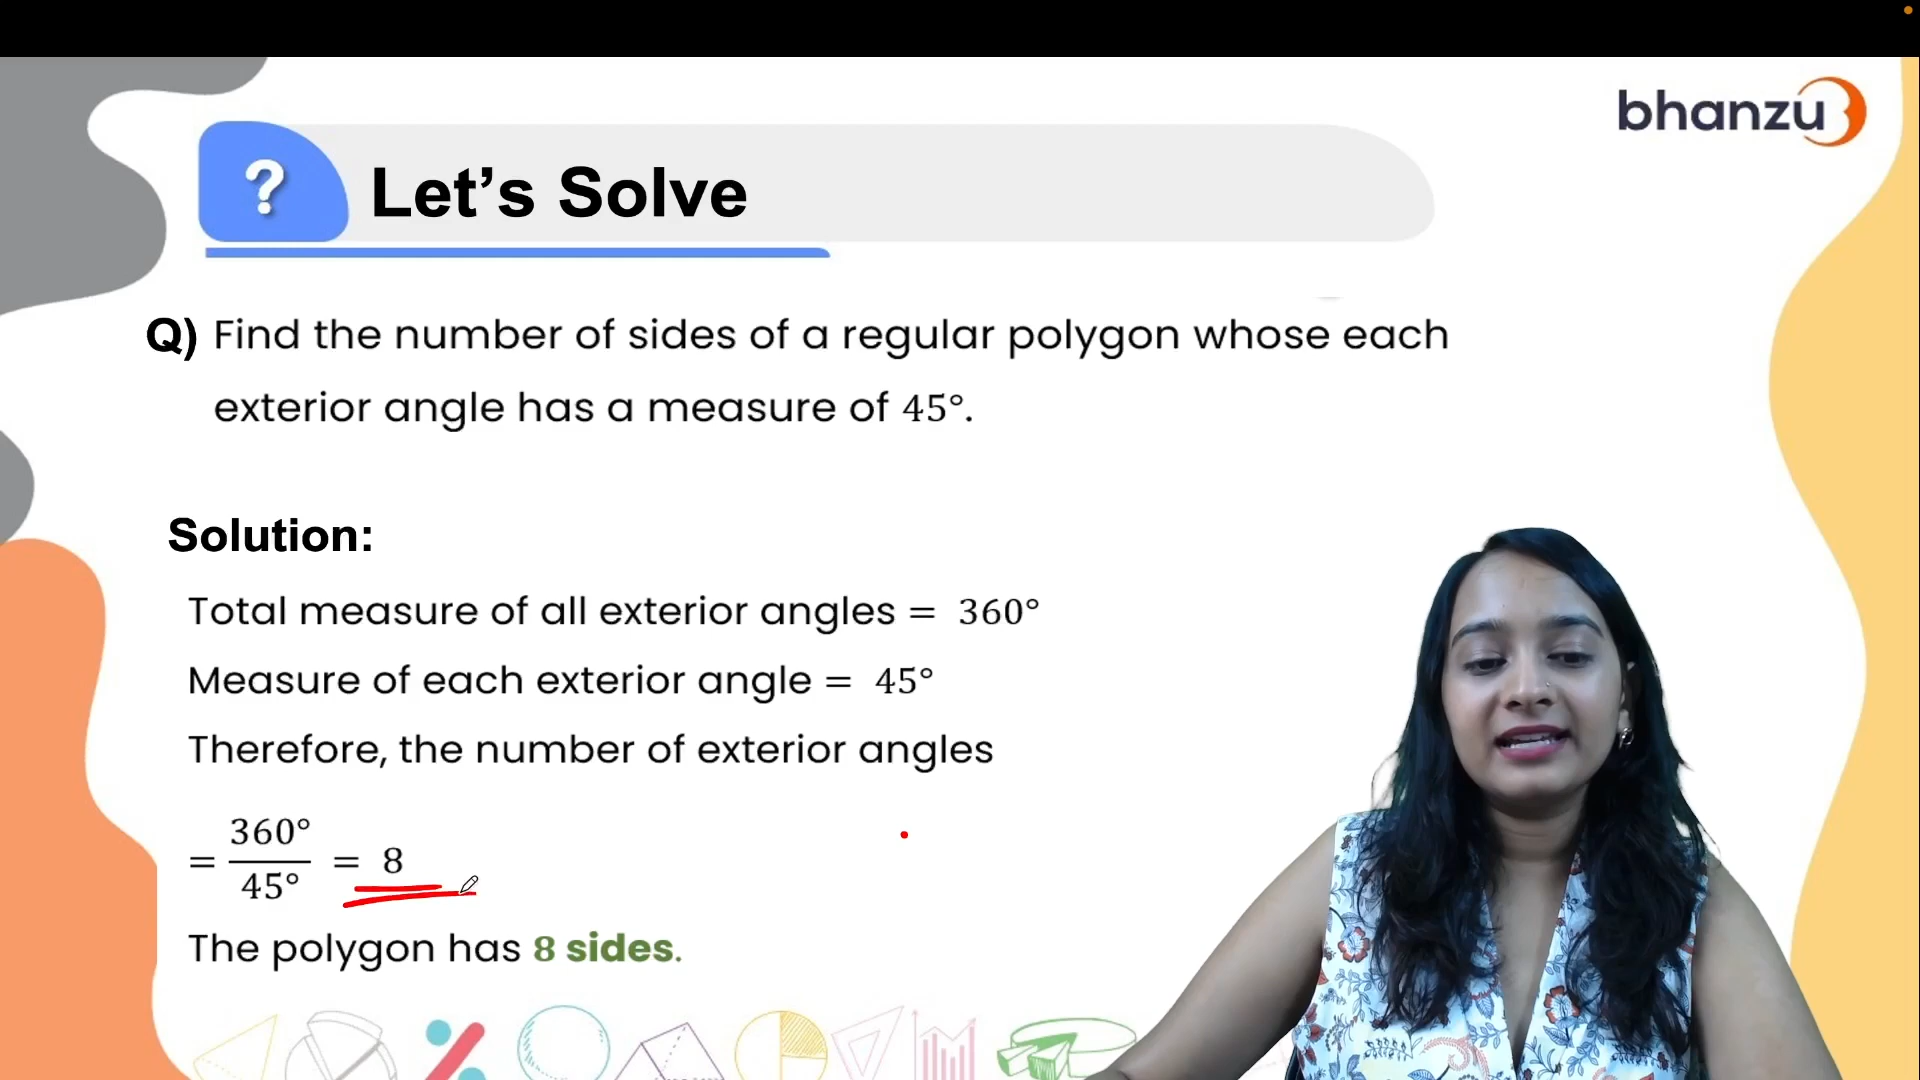 bhanzu
?
Let’s Solve
Q) Find the number of sides of a regular polygon whose each
exterior angle has a measure of 45°.
Solution:
Total measure of all exterior angles = 360°
Measure of each exterior angle = 45°
Therefore, the number of exterior angles
= 360°/45° = 8
The polygon has 8 sides.